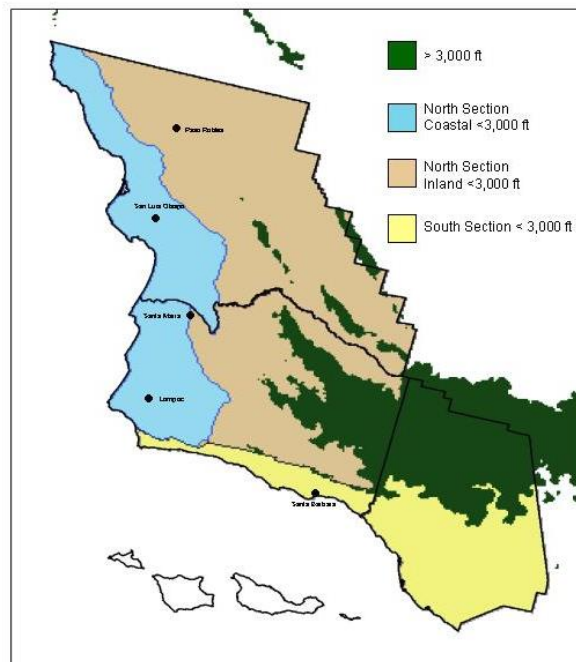 > 3,000 ft
North Section
Coastal <3,000 ft
North Section
Inland <3,000 ft
South Section < 3,000 ft
Paso Robles
San Luis Obispo
Santa Maria
Lompoc
Santa Barbara